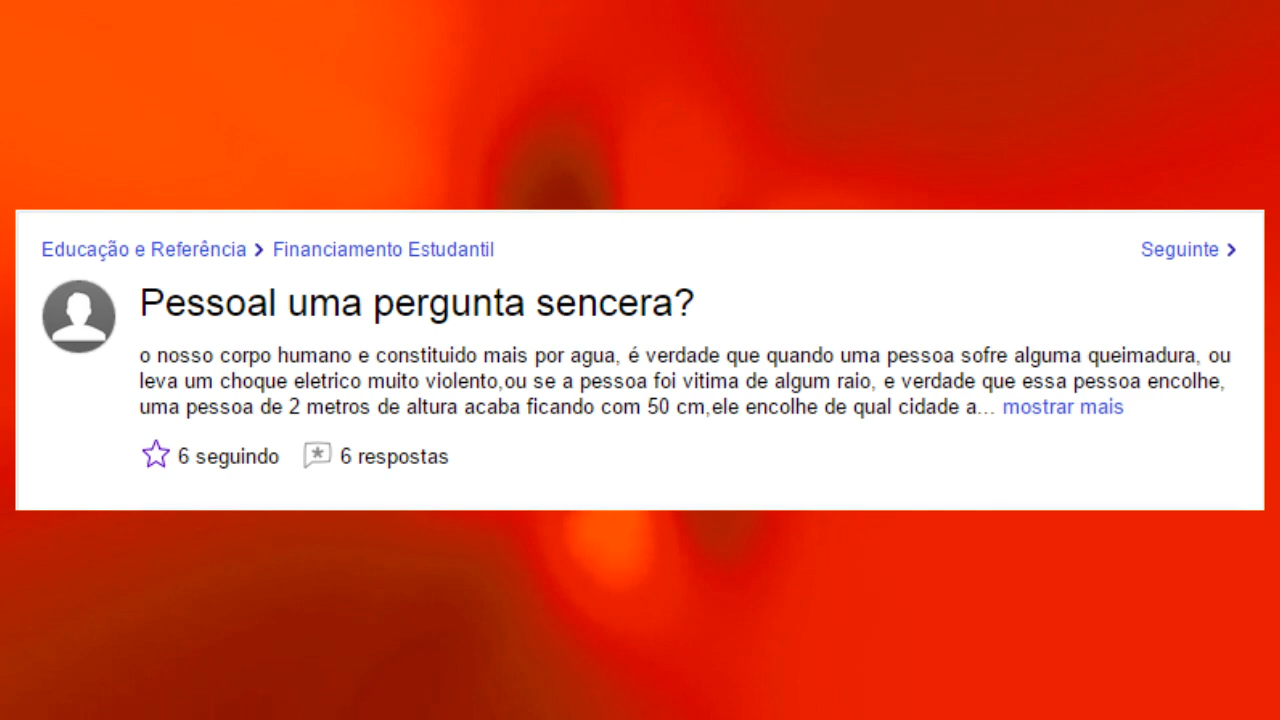 Educação e Referência > Financiamento Estudantil
Seguinte >
Pessoal uma pergunta sencera?
o nosso corpo humano e constituido mais por agua, é verdade que quando uma pessoa sofre alguma queimadura, ou
leva um choque eletrico muito violento,ou se a pessoa foi vitima de algum raio, e verdade que essa pessoa encolhe,
uma pessoa de 2 metros de altura acaba ficando com 50 cm,ele encolhe de qual cidade a... mostrar mais
6 seguindo
6 respostas